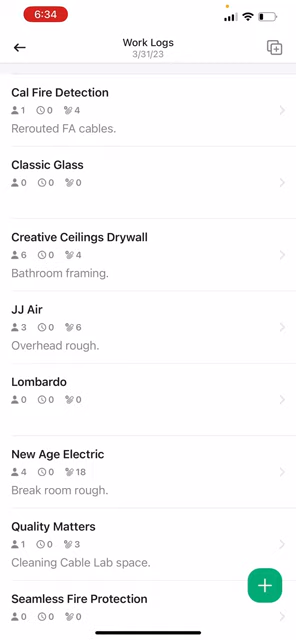 6:34
Work Logs
3/31/23
Cal Fire Detection
1 0 4
Rerouted FA cables.
Classic Glass
0 0 0
Creative Ceilings Drywall
6 0 4
Bathroom framing.
JJ Air
3 0 6
Overhead rough.
Lombardo
0 0 0
New Age Electric
4 0 18
Break room rough.
Quality Matters
1 0 3
Cleaning Cable Lab space.
Seamless Fire Protection
0 0 0